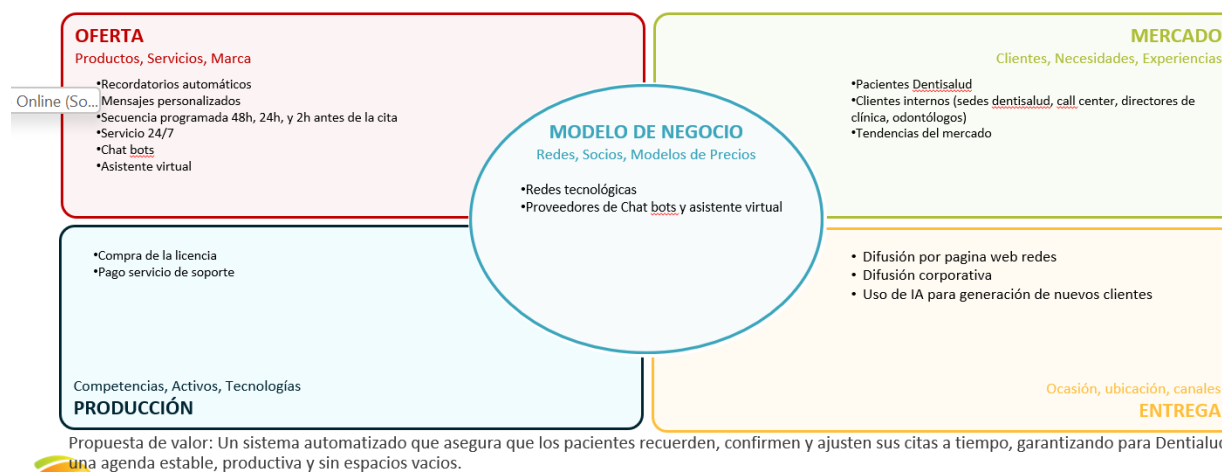 OFERTA
Productos, Servicios, Marca
•Recordatorios automáticos
•Mensajes personalizados
•Secuencia programada 48h, 24h, y 2h antes de la cita
•Servicio 24/7
•Chat bots
•Asistente virtual
Online (So...
MERCADO
Clientes, Necesidades, Experiencias
•Pacientes Dentisalud
•Clientes internos (sedes dentisalud, call center, directores de
clínica, odontólogos)
•Tendencias del mercado
MODELO DE NEGOCIO
Redes, Socios, Modelos de Precios
•Redes tecnológicas
•Proveedores de Chat bots y asistente virtual
•Compra de la licencia
•Pago servicio de soporte
Competencias, Activos, Tecnologías
PRODUCCIÓN
• Difusión por pagina web redes
• Difusión corporativa
• Uso de IA para generación de nuevos clientes
Ocasión, ubicación, canales
ENTREGA
Propuesta de valor: Un sistema automatizado que asegura que los pacientes recuerden, confirmen y ajusten sus citas a tiempo, garantizando para Dentialud
una agenda estable, productiva y sin espacios vacios.